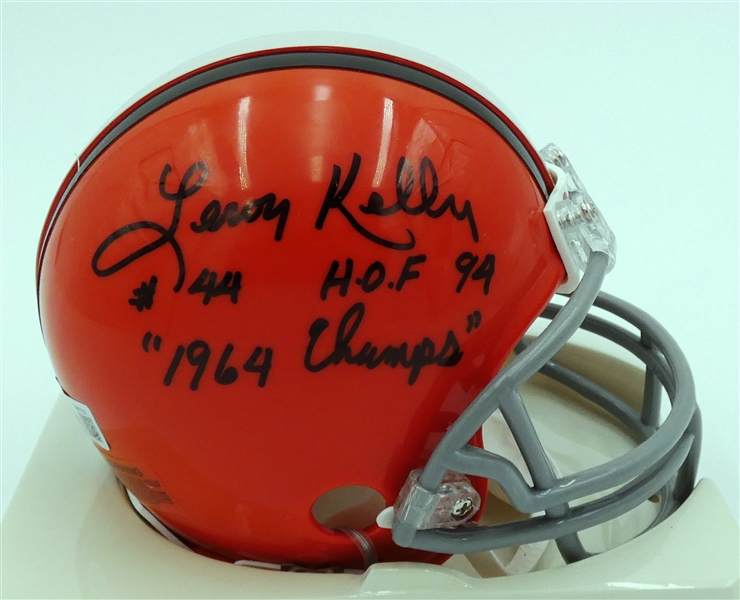 Leroy Kelly
# 44 H.O.F 94
"1964 Champs"